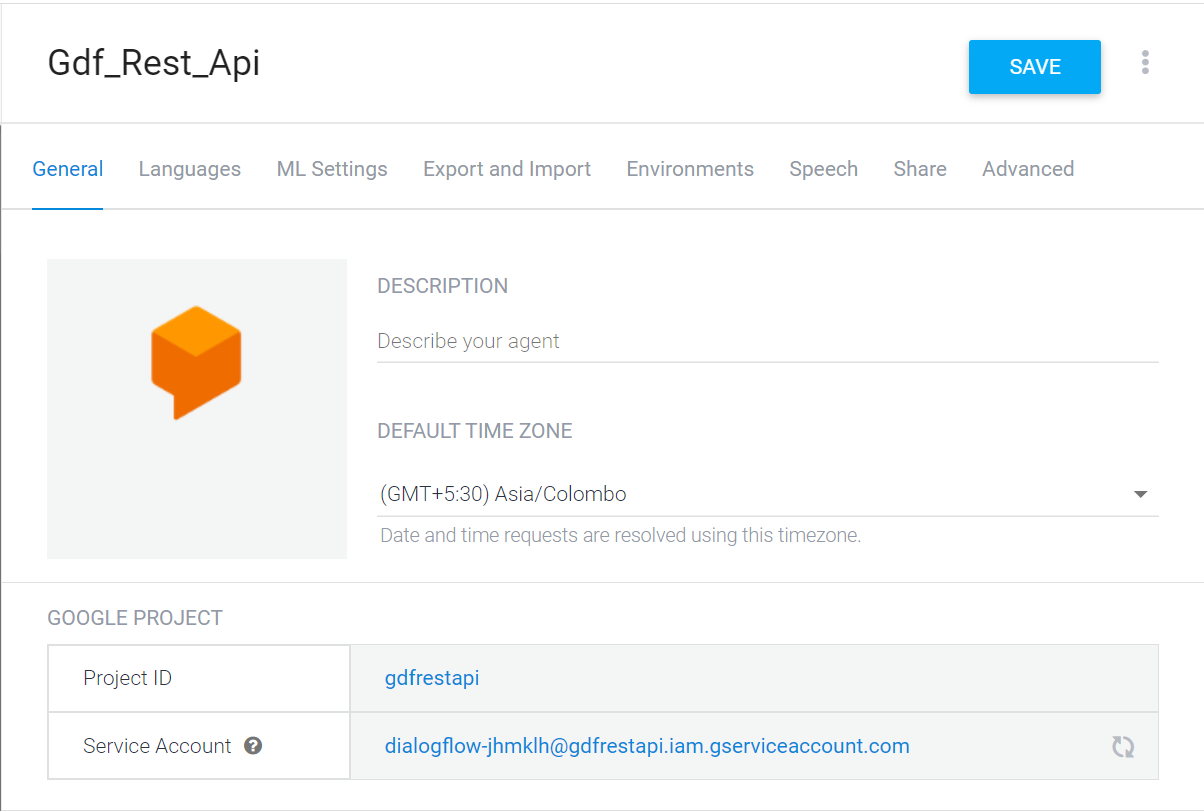 Gdf_Rest_Api
SAVE
General Languages ML Settings Export and Import Environments Speech Share Advanced
DESCRIPTION
Describe your agent
DEFAULT TIME ZONE
(GMT+5:30) Asia/Colombo
Date and time requests are resolved using this timezone.
GOOGLE PROJECT
Project ID gdfrestapi
Service Account ? dialogflow-jhmklh@gdfrestapi.iam.gserviceaccount.com